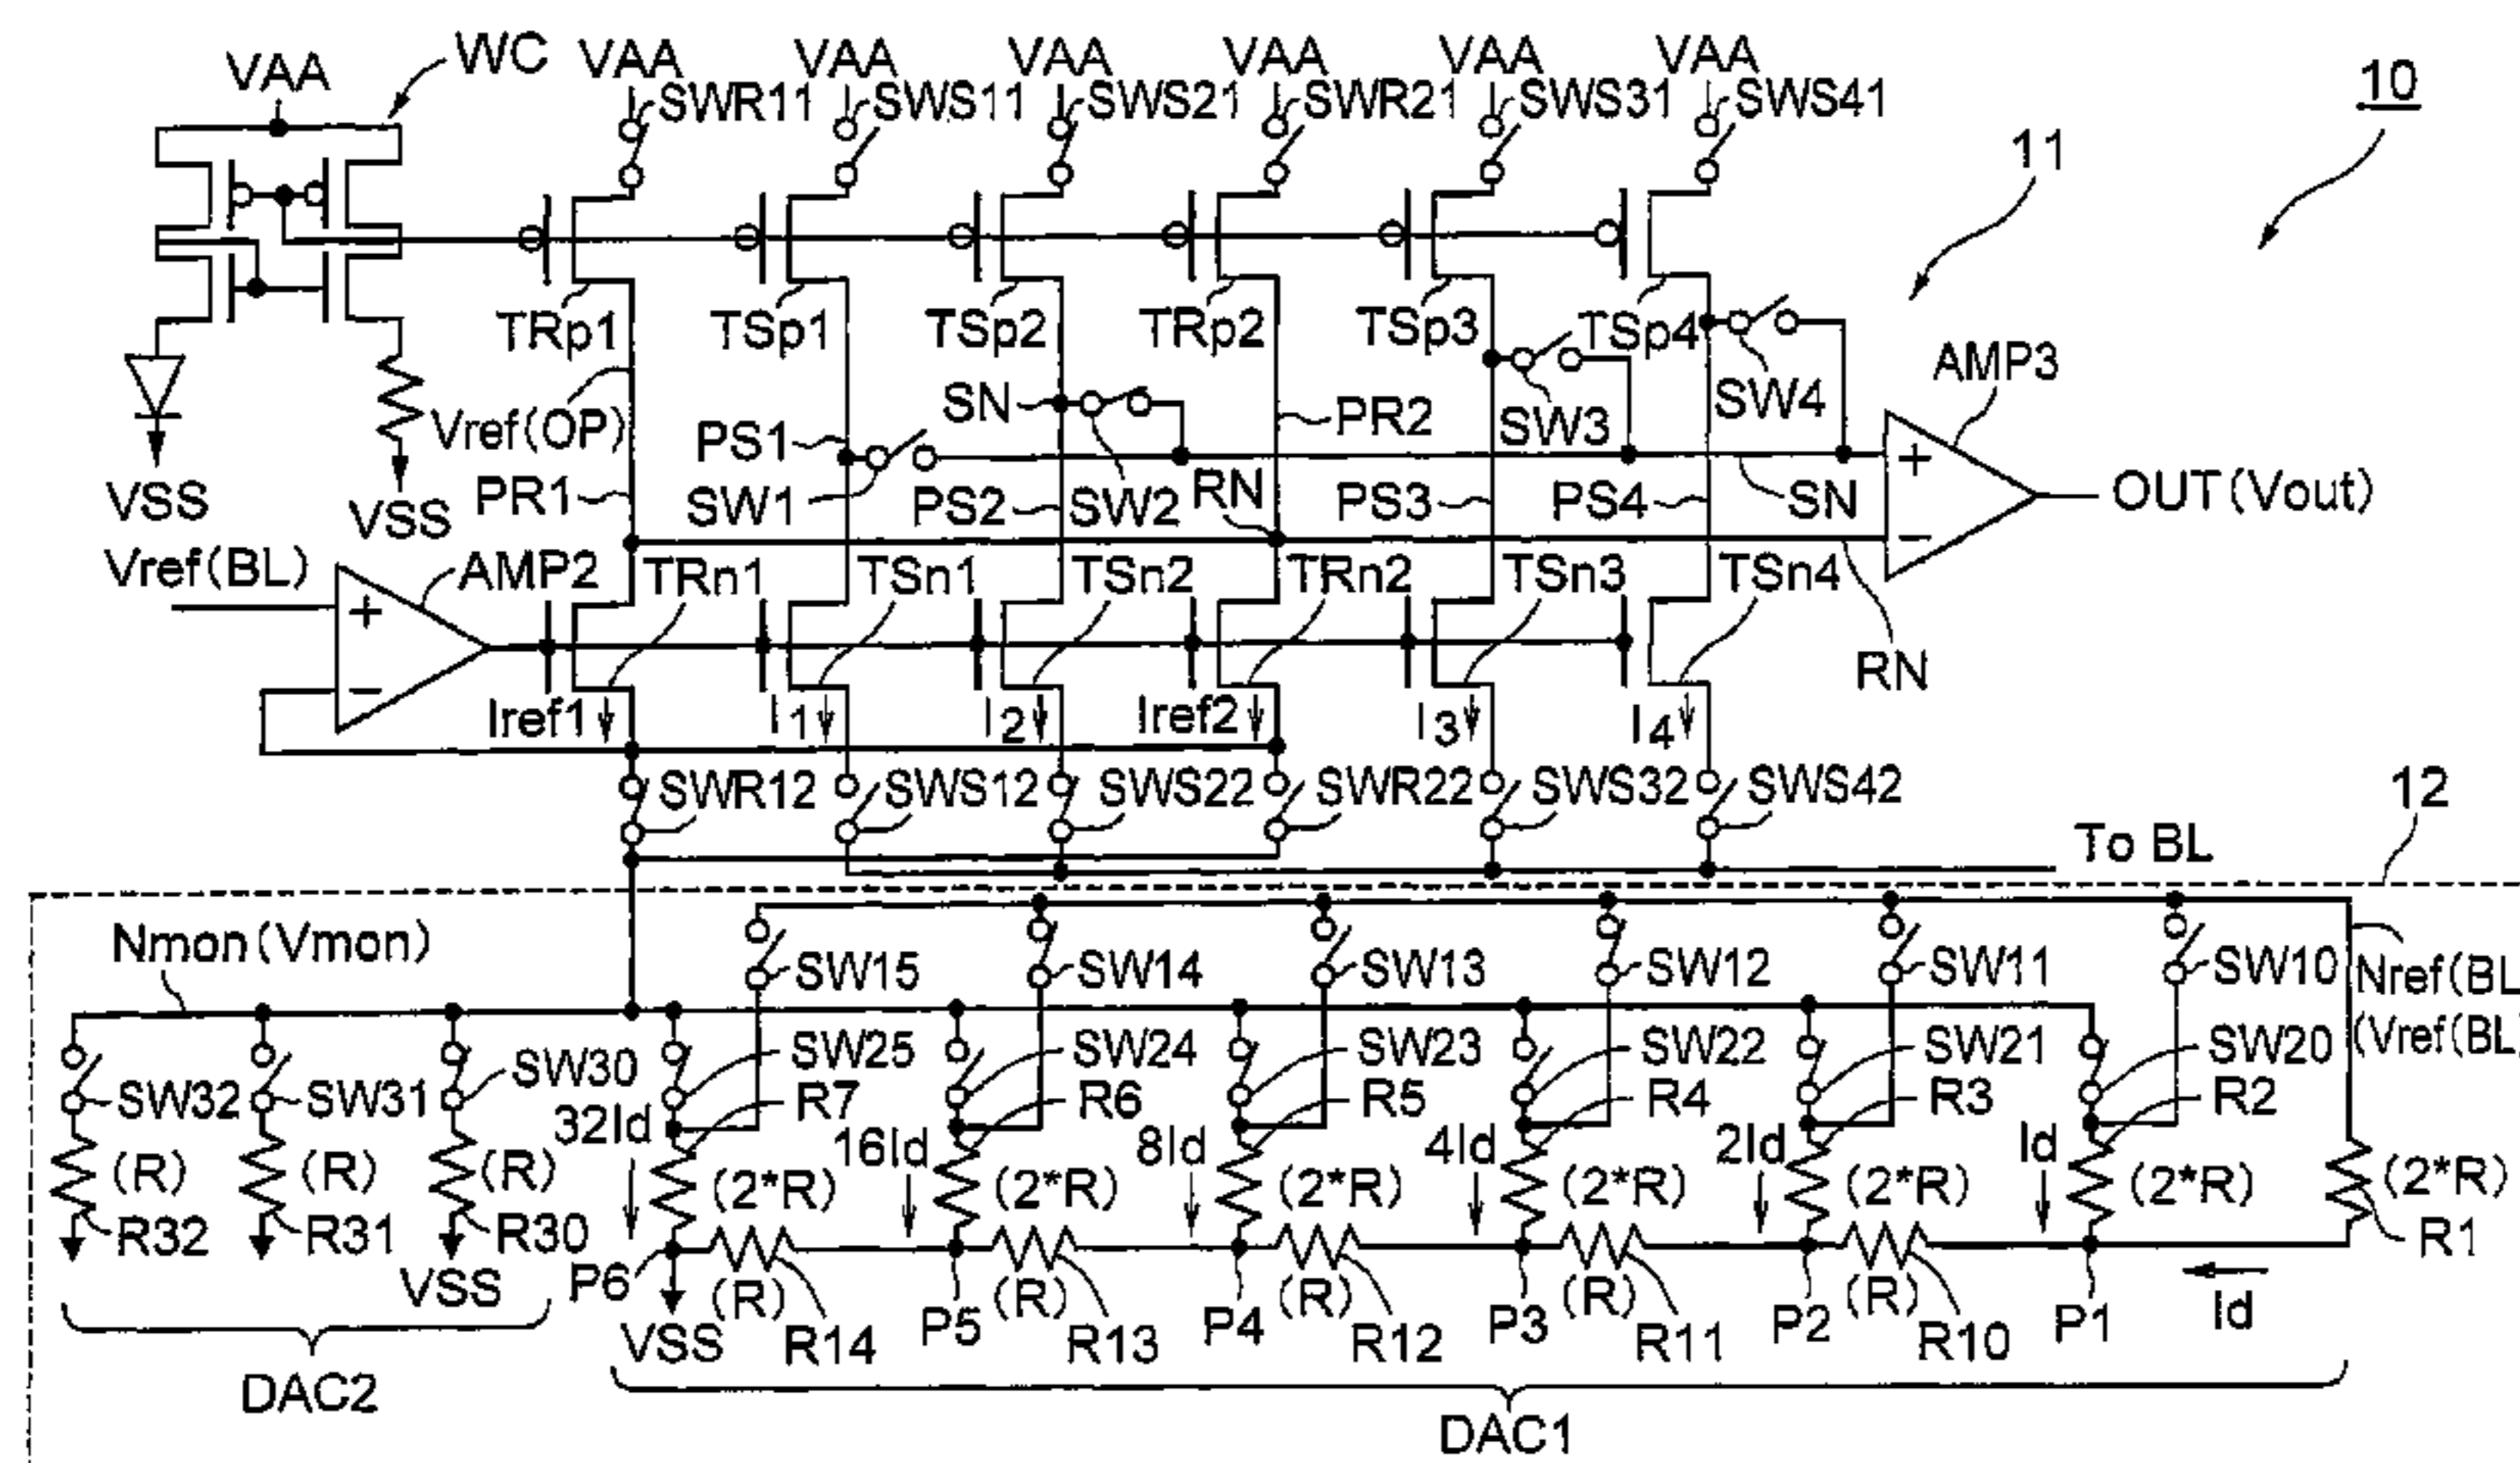 VAA WC VAA VAA VAA VAA VAA VAA
SWR11 SWS11 SWS21 SWR21 SWS31 SWS41
10
11
TRp1 TSp1 TSp2 TRp2 TSp3 TSp4
Vref(OP) PS1 SN PR2 SW3 SW4 AMP3
VSS VSS PR1 SW1 PS2 SW2 RN PS3 PS4 SN + − OUT(Vout)
Vref(BL) AMP2 TRn1 TSn1 TSn2 TRn2 TSn3 TSn4
+ − RN
Iref1 I1 I2 Iref2 I3 I4
SWR12 SWS12 SWS22 SWR22 SWS32 SWS42
12
To BL
Nmon(Vmon) SW15 SW14 SW13 SW12 SW11 SW10 Nref(BL
(Vref(BL)
SW32 SW31 SW30 SW25 SW24 SW23 SW22 SW21 SW20
R7 R6 R5 R4 R3 R2
32Id 16Id 8Id 4Id 2Id Id
(R) (R) (R) (2*R) (2*R) (2*R) (2*R) (2*R) (2*R) (2*R)
R32 R31 R30 R1
VSS P6 (R) (R) (R) (R) (R) Id
VSS R14 P5 R13 P4 R12 P3 R11 P2 R10 P1
DAC2 DAC1